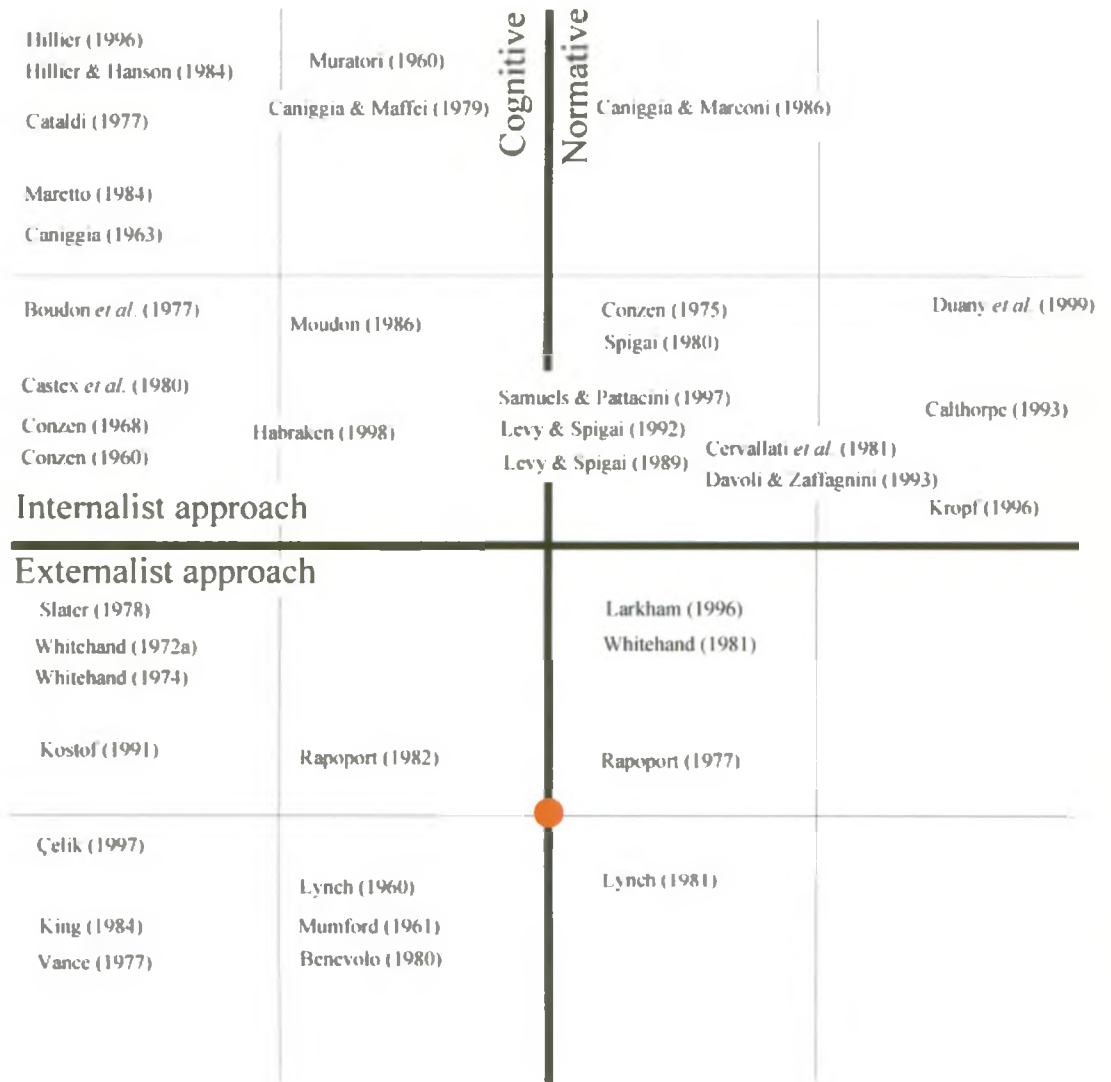 Hillier (1996)
Hillier & Hanson (1984)
Cataldi (1977)
Maretto (1984)
Caniggia (1963)
Muratori (1960)
Caniggia & Maffei (1979)
Cognitive
Normative
Caniggia & Marconi (1986)
Boudon et al. (1977)
Castex et al. (1980)
Conzen (1968)
Conzen (1960)
Moudon (1986)
Habraken (1998)
Conzen (1975)
Spigai (1980)
Samuels & Pattacini (1997)
Levy & Spigai (1992)
Levy & Spigai (1989)
Cervallati et al. (1981)
Davoli & Zaffagnini (1993)
Duany et al. (1999)
Calthorpe (1993)
Kropf (1996)
Internalist approach
Externalist approach
Slater (1978)
Whitehand (1972a)
Whitehand (1974)
Kostof (1991)
Rapoport (1982)
Larkham (1996)
Whitehand (1981)
Rapoport (1977)
Çelik (1997)
King (1984)
Vance (1977)
Lynch (1960)
Mumford (1961)
Benevolo (1980)
Lynch (1981)